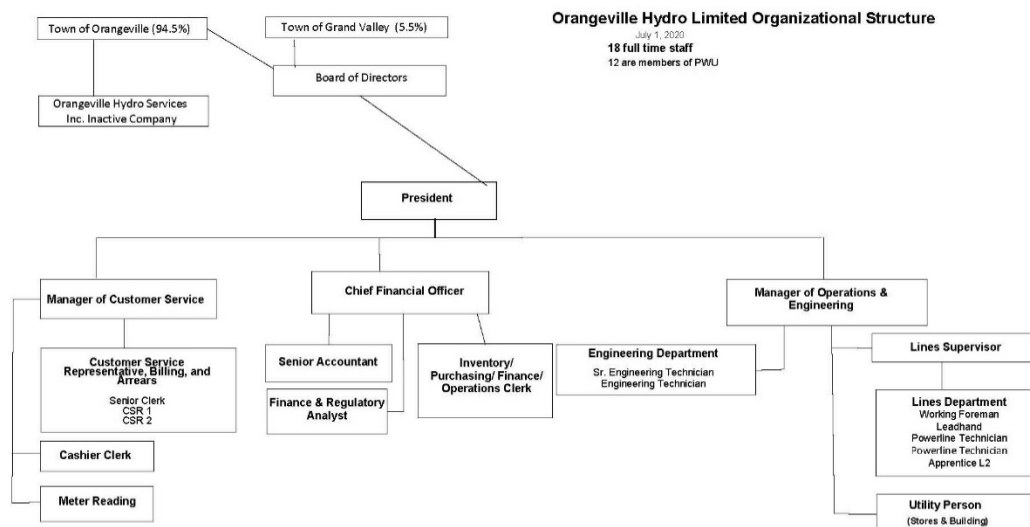 Orangeville Hydro Limited Organizational Structure
July 1, 2020
18 full time staff
12 are members of PWU
Town of Orangeville (94.5%)
Town of Grand Valley (5.5%)
Board of Directors
Orangeville Hydro Services
Inc. Inactive Company
President
Manager of Customer Service
Chief Financial Officer
Manager of Operations &
Engineering
Customer Service
Representative, Billing, and
Arrears
Senior Clerk
CSR 1
CSR 2
Cashier Clerk
Meter Reading
Senior Accountant
Finance & Regulatory
Analyst
Inventory/
Purchasing/ Finance/
Operations Clerk
Engineering Department
Sr. Engineering Technician
Engineering Technician
Lines Supervisor
Lines Department
Working Foreman
Leadhand
Powerline Technician
Powerline Technician
Apprentice L2
Utility Person
(Stores & Building)